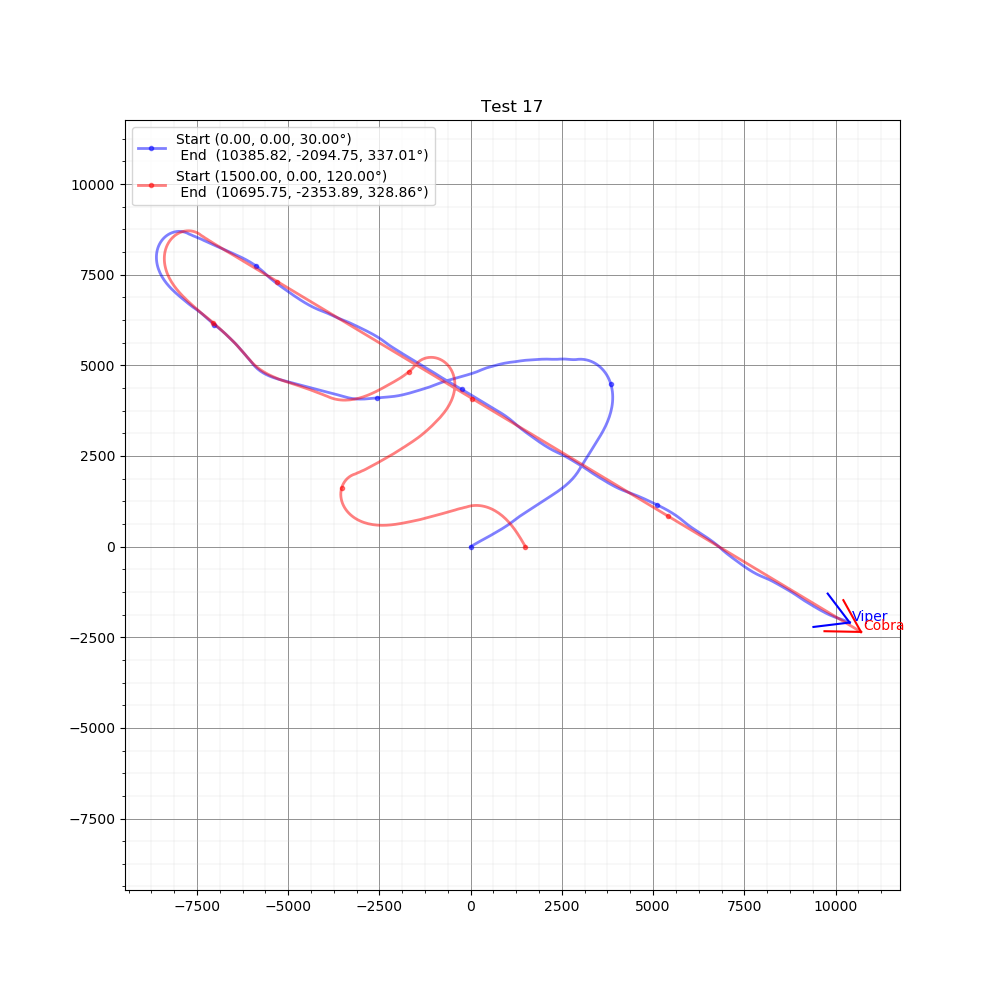 Test 17
Start (0.00, 0.00, 30.00°)
End  (10385.82, -2094.75, 337.01°)
Start (1500.00, 0.00, 120.00°)
End  (10695.75, -2353.89, 328.86°)
10000
7500
5000
2500
0
−2500
−5000
−7500
Viper
Cobra
−7500 −5000 −2500 0 2500 5000 7500 10000